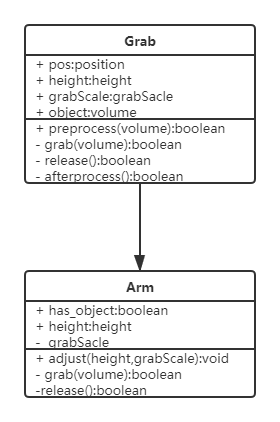 Grab
+ pos:position
+ height:height
+ grabScale:grabSacle
+ object:volume
+ preprocess(volume):boolean
- grab(volume):boolean
- release():boolean
- afterprocess():boolean
Arm
+ has_object:boolean
+ height:height
- grabSacle
+ adjust(height,grabScale):void
- grab(volume):boolean
-release():boolean